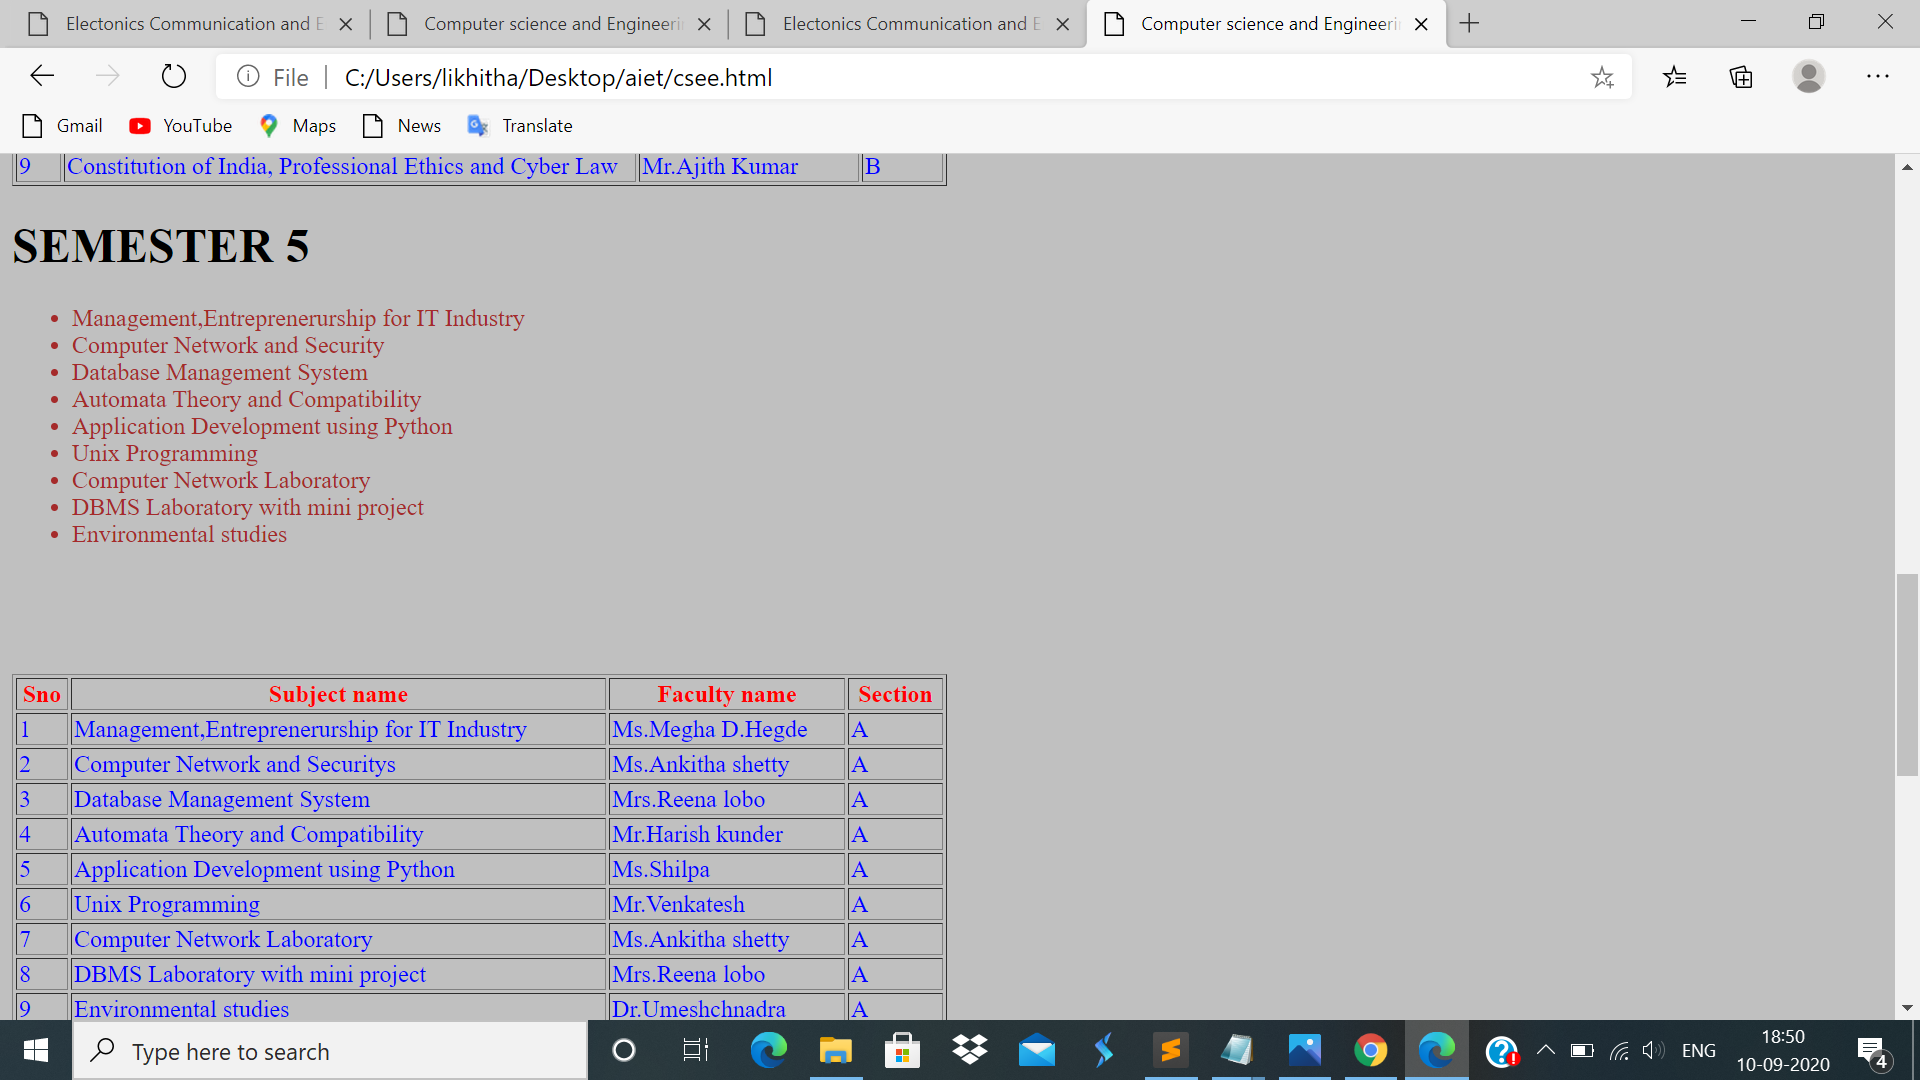 Electonics Communication and E
Computer science and Engineeri
Electonics Communication and E
Computer science and Engineeri
File
C:/Users/likhitha/Desktop/aiet/csee.html
Gmail YouTube Maps News Translate
9 Constitution of India, Professional Ethics and Cyber Law Mr.Ajith Kumar B
SEMESTER 5
• Management,Entreprenerurship for IT Industry
• Computer Network and Security
• Database Management System
• Automata Theory and Compatibility
• Application Development using Python
• Unix Programming
• Computer Network Laboratory
• DBMS Laboratory with mini project
• Environmental studies
Sno Subject name Faculty name Section
1 Management,Entreprenerurship for IT Industry Ms.Megha D.Hegde A
2 Computer Network and Securitys Ms.Ankitha shetty A
3 Database Management System Mrs.Reena lobo A
4 Automata Theory and Compatibility Mr.Harish kunder A
5 Application Development using Python Ms.Shilpa A
6 Unix Programming Mr.Venkatesh A
7 Computer Network Laboratory Ms.Ankitha shetty A
8 DBMS Laboratory with mini project Mrs.Reena lobo A
9 Environmental studies Dr.Umeshchnadra A
Type here to search
ENG
18:50
10-09-2020
4